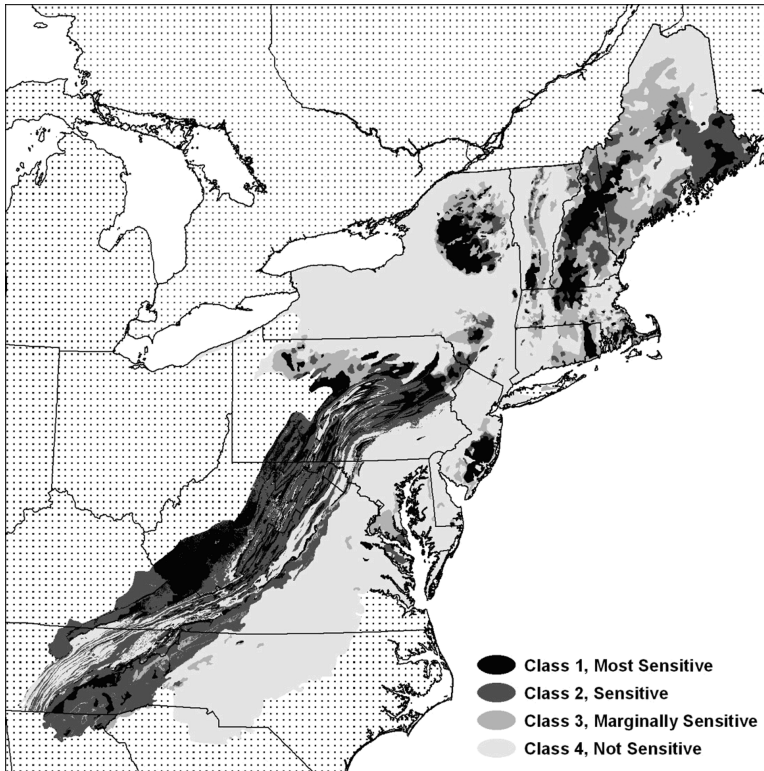 Class 1, Most Sensitive
Class 2, Sensitive
Class 3, Marginally Sensitive
Class 4, Not Sensitive